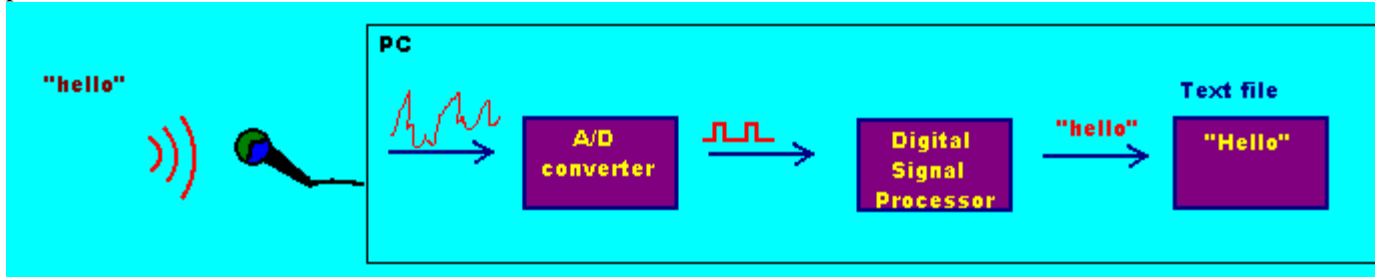 PC
"hello"
A/D
converter
Digital
Signal
Processor
"hello"
Text file
"Hello"